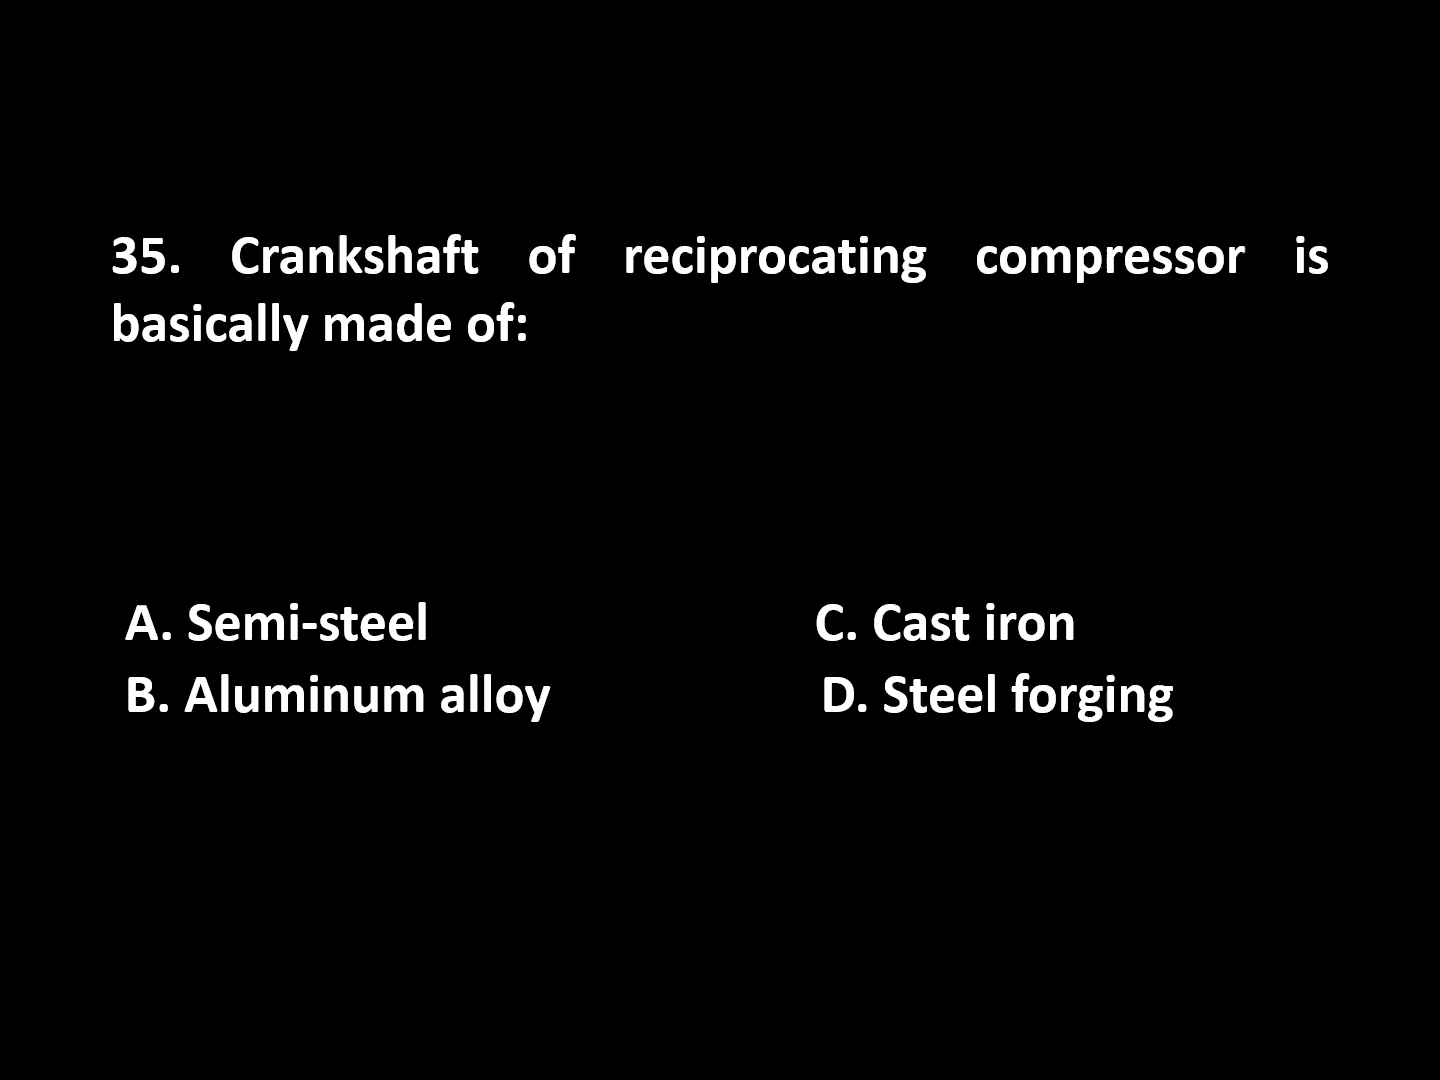 35. Crankshaft of reciprocating compressor is
basically made of:
A. Semi-steel C. Cast iron
B. Aluminum alloy D. Steel forging